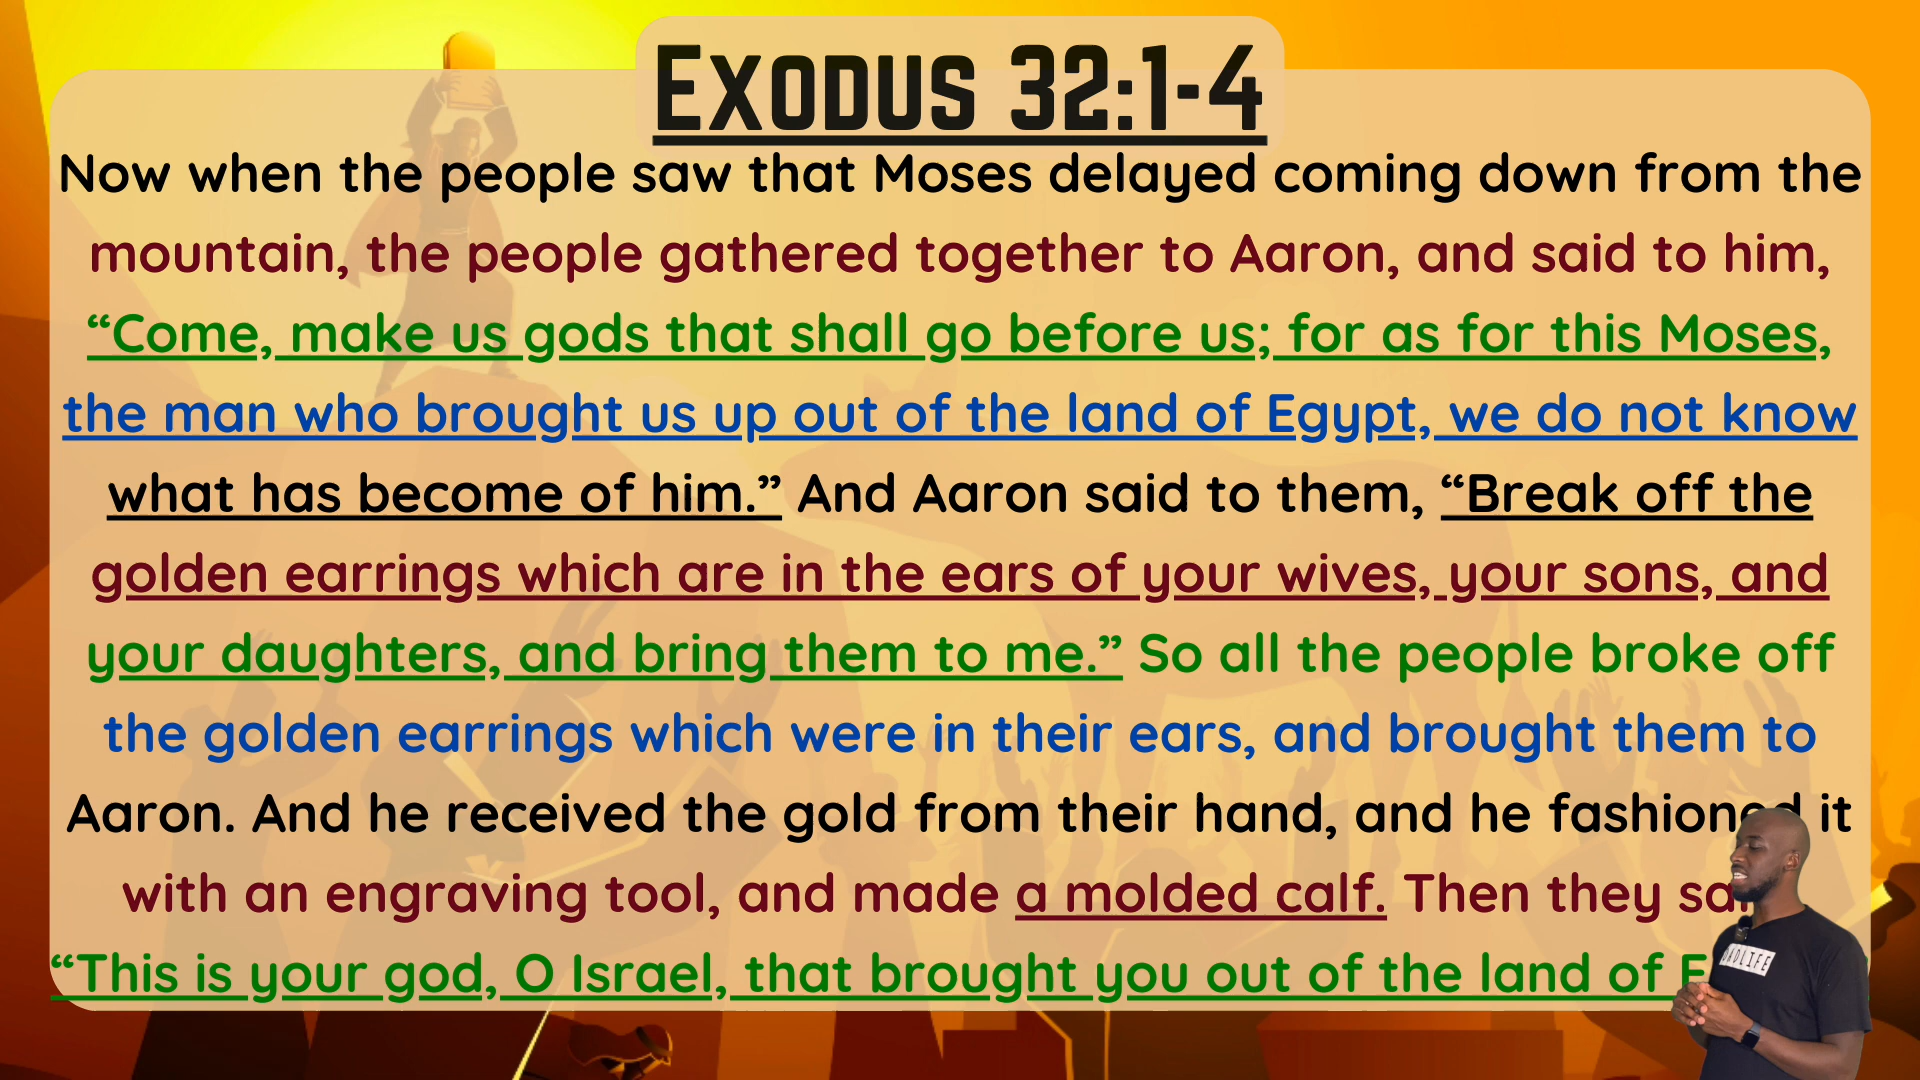 Exodus 32:1-4
Now when the people saw that Moses delayed coming down from the
mountain, the people gathered together to Aaron, and said to him,
“Come, make us gods that shall go before us; for as for this Moses,
the man who brought us up out of the land of Egypt, we do not know
what has become of him.” And Aaron said to them, “Break off the
golden earrings which are in the ears of your wives, your sons, and
your daughters, and bring them to me.” So all the people broke off
the golden earrings which were in their ears, and brought them to
Aaron. And he received the gold from their hand, and he fashioned it
with an engraving tool, and made a molded calf. Then they
“This is your god, O Israel, that brought you out of the land of